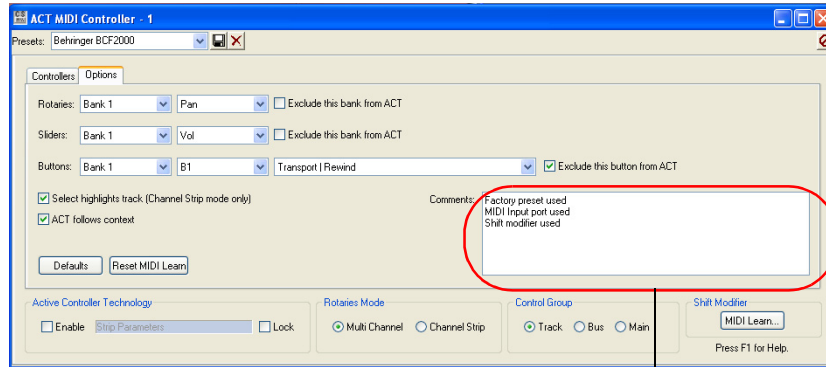 ACT MIDI Controller - 1
Presets: Behringer BCF2000
Controllers Options
Rotaries: Bank 1 Pan Exclude this bank from ACT
Sliders: Bank 1 Vol Exclude this bank from ACT
Buttons: Bank 1 B1 Transport | Rewind Exclude this button from ACT
Select highlights track (Channel Strip mode only)
ACT follows context
Comments: Factory preset used
MIDI Input port used
Shift modifier used
Defaults Reset MIDI Learn
Active Controller Technology Rotaries Mode Control Group Shift Modifier
Enable Strip Parameters Lock Multi Channel Channel Strip Track Bus Main MIDI Learn...
Press F1 for Help.